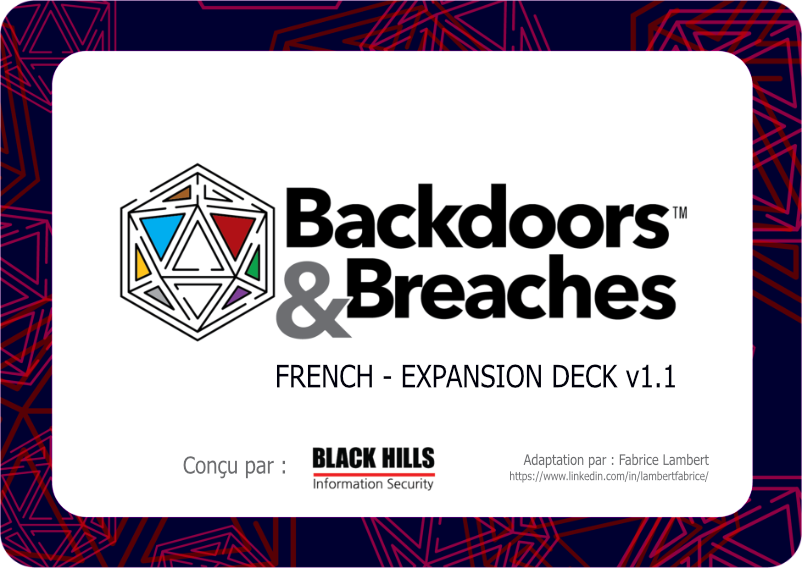 Backdoors™
&Breaches
FRENCH - EXPANSION DECK v1.1
Conçu par :
BLACK HILLS
Information Security
Adaptation par : Fabrice Lambert
https://www.linkedin.com/in/lambertfabrice/